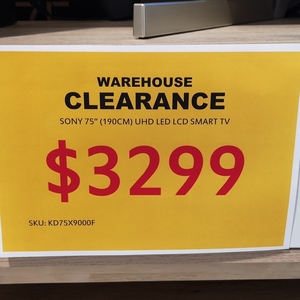 WAREHOUSE
CLEARANCE
SONY 75" (190CM) UHD LED LCD SMART TV
$3299
SKU: KD75X9000F